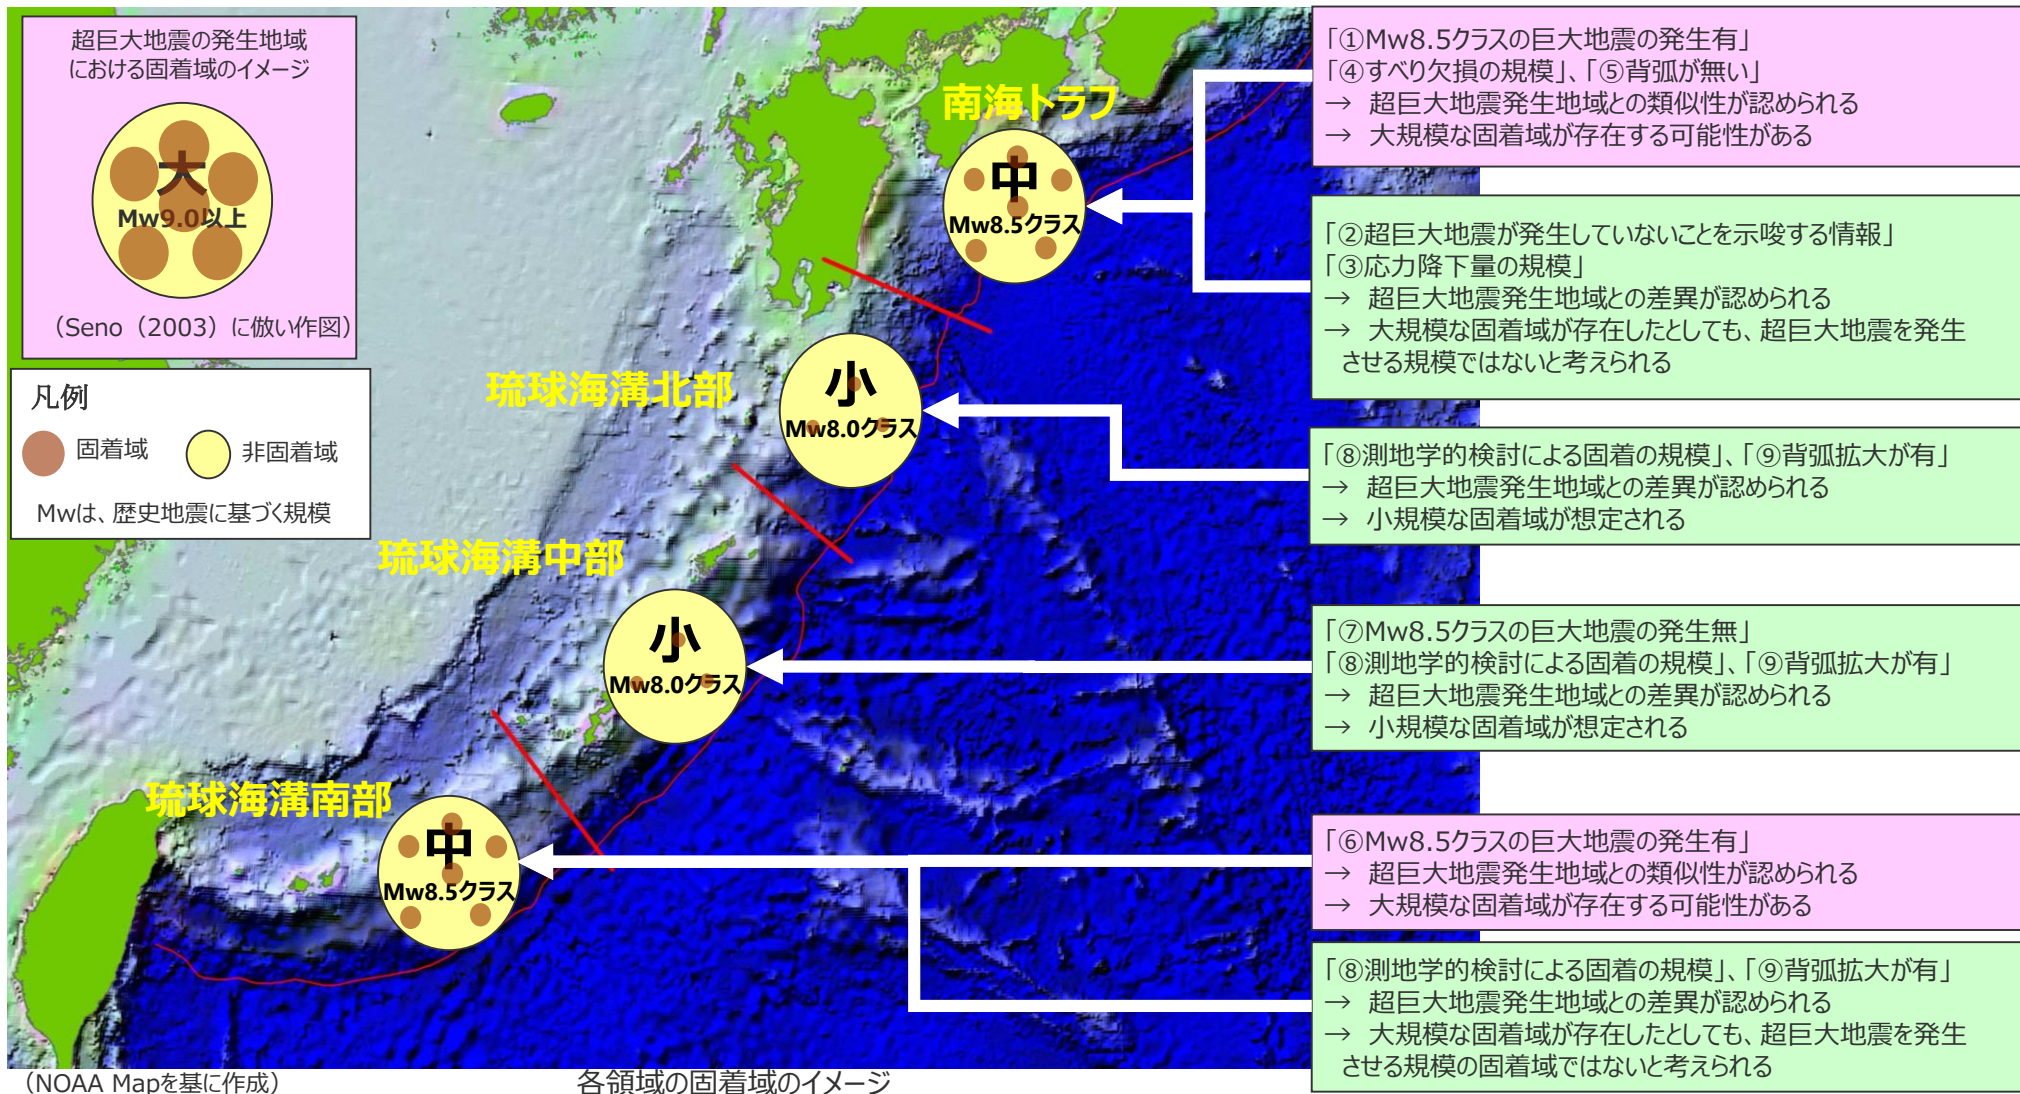 超巨大地震の発生地域
における固着域のイメージ
大
Mw9.0以上
（Seno（2003）に倣い作図）
凡例
固着域
非固着域
Mwは、歴史地震に基づく規模
南海トラフ
中
Mw8.5クラス
琉球海溝北部
小
Mw8.0クラス
琉球海溝中部
小
Mw8.0クラス
琉球海溝南部
中
Mw8.5クラス
「①Mw8.5クラスの巨大地震の発生有」
「④すべり欠損の規模」、「⑤背弧が無い」
→ 超巨大地震発生地域との類似性が認められる
→ 大規模な固着域が存在する可能性がある
「②超巨大地震が発生していないことを示唆する情報」
「③応力降下量の規模」
→ 超巨大地震発生地域との差異が認められる
→ 大規模な固着域が存在したとしても、超巨大地震を発生
させる規模ではないと考えられる
「⑧測地学的検討による固着の規模」、「⑨背弧拡大が有」
→ 超巨大地震発生地域との差異が認められる
→ 小規模な固着域が想定される
「⑦Mw8.5クラスの巨大地震の発生無」
「⑧測地学的検討による固着の規模」、「⑨背弧拡大が有」
→ 超巨大地震発生地域との差異が認められる
→ 小規模な固着域が想定される
「⑥Mw8.5クラスの巨大地震の発生有」
→ 超巨大地震発生地域との類似性が認められる
→ 大規模な固着域が存在する可能性がある
「⑧測地学的検討による固着の規模」、「⑨背弧拡大が有」
→ 超巨大地震発生地域との差異が認められる
→ 大規模な固着域が存在したとしても、超巨大地震を発生
させる規模の固着域ではないと考えられる
（NOAA Mapを基に作成）
各領域の固着域のイメージ